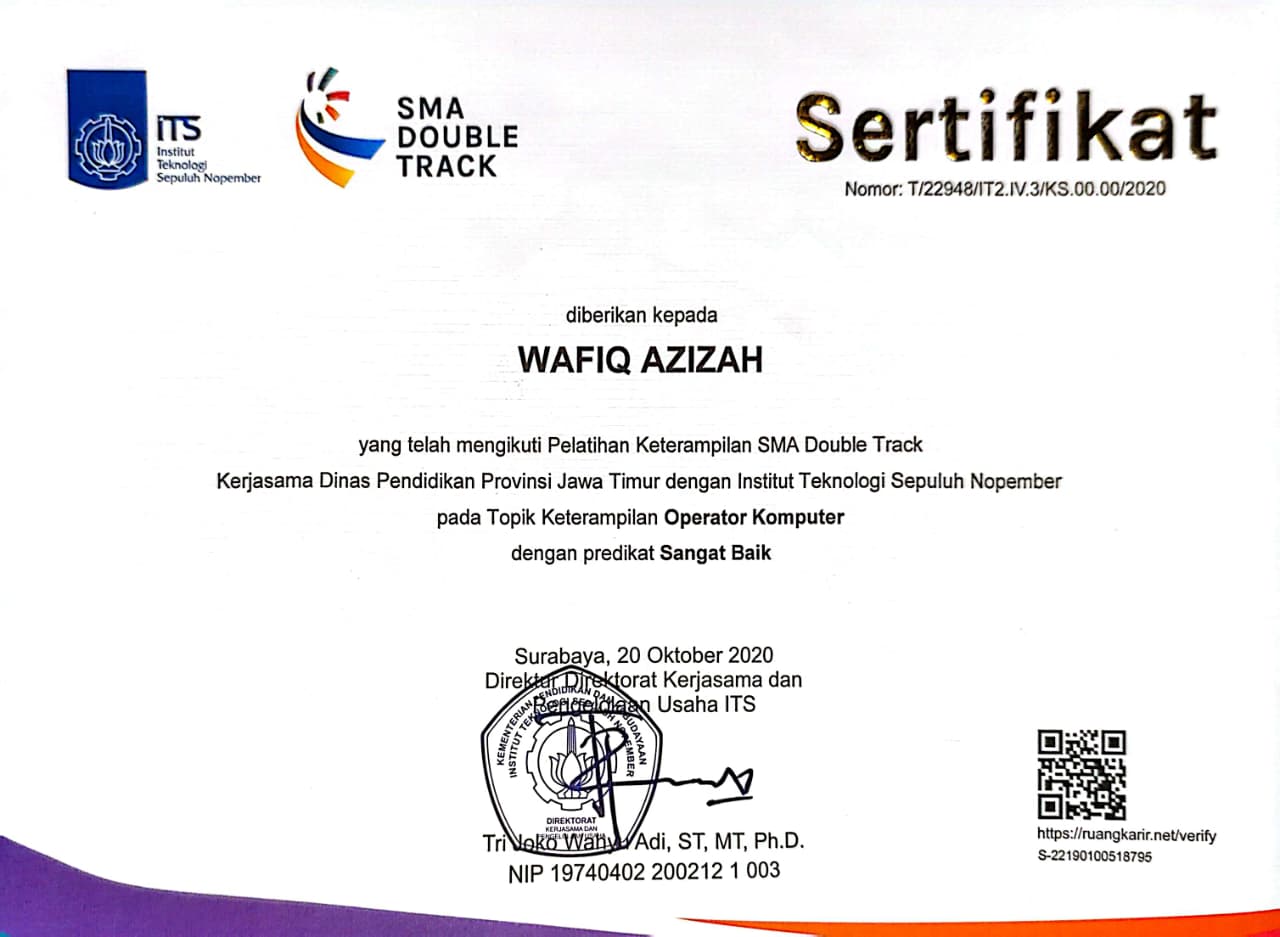 iTS
Institut
Teknologi
Sepuluh Nopember
SMA
DOUBLE
TRACK
Sertifikat
Nomor: T/22948/IT2.IV.3/KS.00.00/2020
diberikan kepada
WAFIQ AZIZAH
yang telah mengikuti Pelatihan Keterampilan SMA Double Track
Kerjasama Dinas Pendidikan Provinsi Jawa Timur dengan Institut Teknologi Sepuluh Nopember
pada Topik Keterampilan Operator Komputer
dengan predikat Sangat Baik
Surabaya, 20 Oktober 2020
Direktur Direktorat Kerjasama dan
Pengelolaan Usaha ITS
KEMENTERIAN PENDIDIKAN DAN KEBUDAYAAN
INSTITUT TEKNOLOGI SEPULUH NOPEMBER
DIREKTORAT
KERJASAMA DAN
PENGELOLAAN USAHA
Tri Joko Wahyu Adi, ST, MT, Ph.D.
NIP 19740402 200212 1 003
https://ruangkarir.net/verify
S-22190100518795